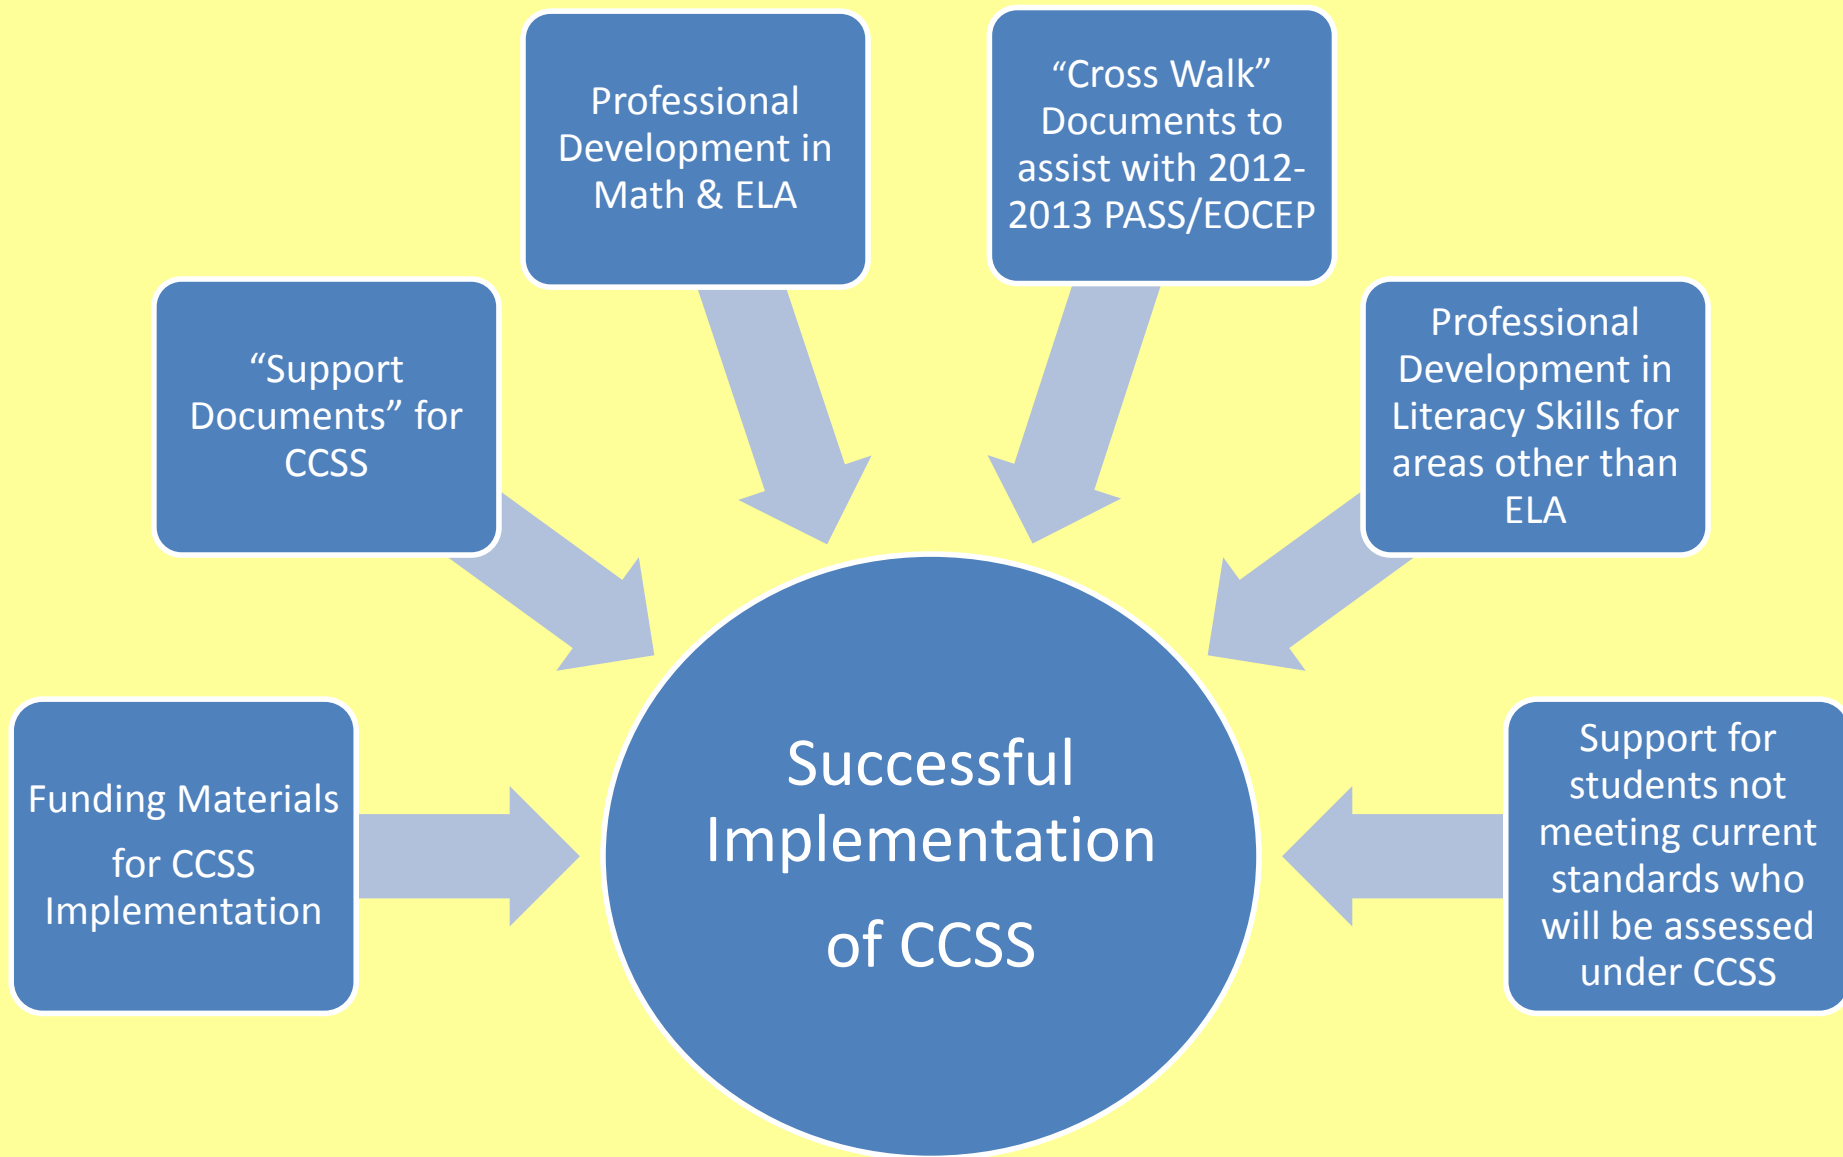 Professional
Development in
Math & ELA
“Cross Walk”
Documents to
assist with 2012-
2013 PASS/EOCEP
“Support
Documents” for
CCSS
Professional
Development in
Literacy Skills for
areas other than
ELA
Funding Materials
for CCSS
Implementation
Successful
Implementation
of CCSS
Support for
students not
meeting current
standards who
will be assessed
under CCSS